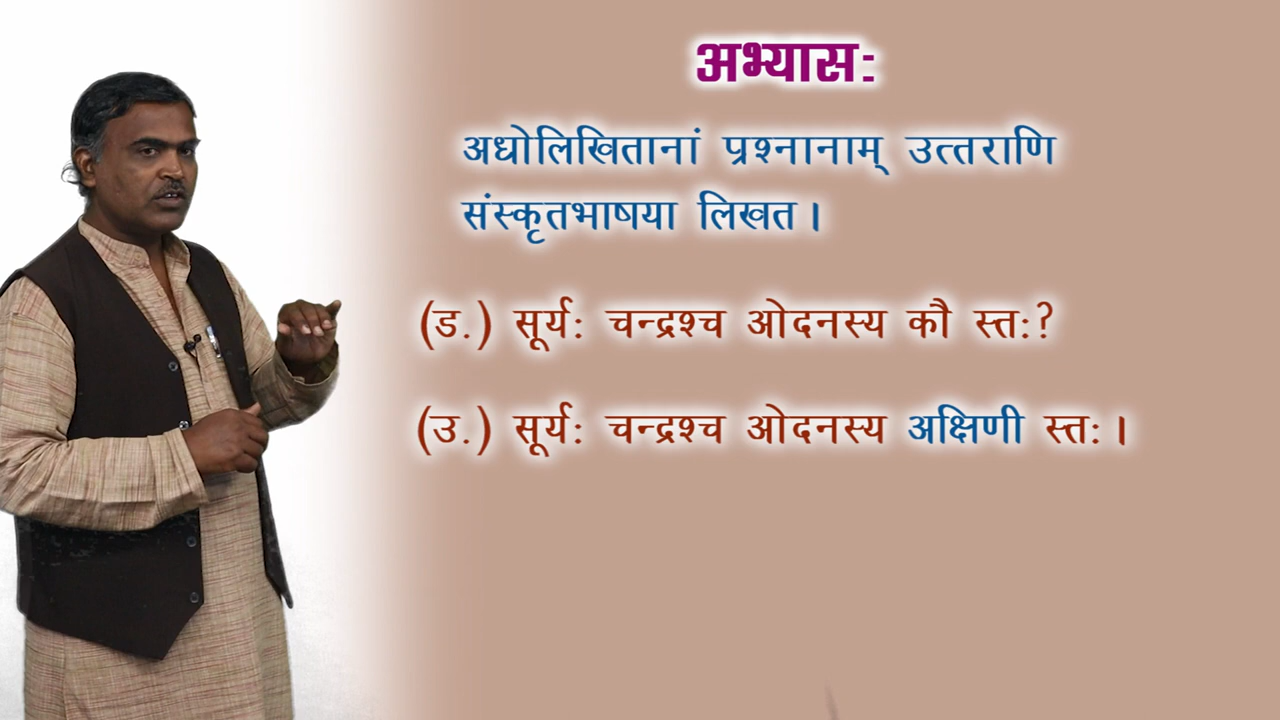 अभ्यासः
अधोलिखितानां प्रश्नानाम् उत्तराणि
संस्कृतभाषया लिखत।
(ड.) सूर्यः चन्द्रश्च ओदनस्य कौ स्तः?
(उ.) सूर्यः चन्द्रश्च ओदनस्य अक्षिणी स्तः।